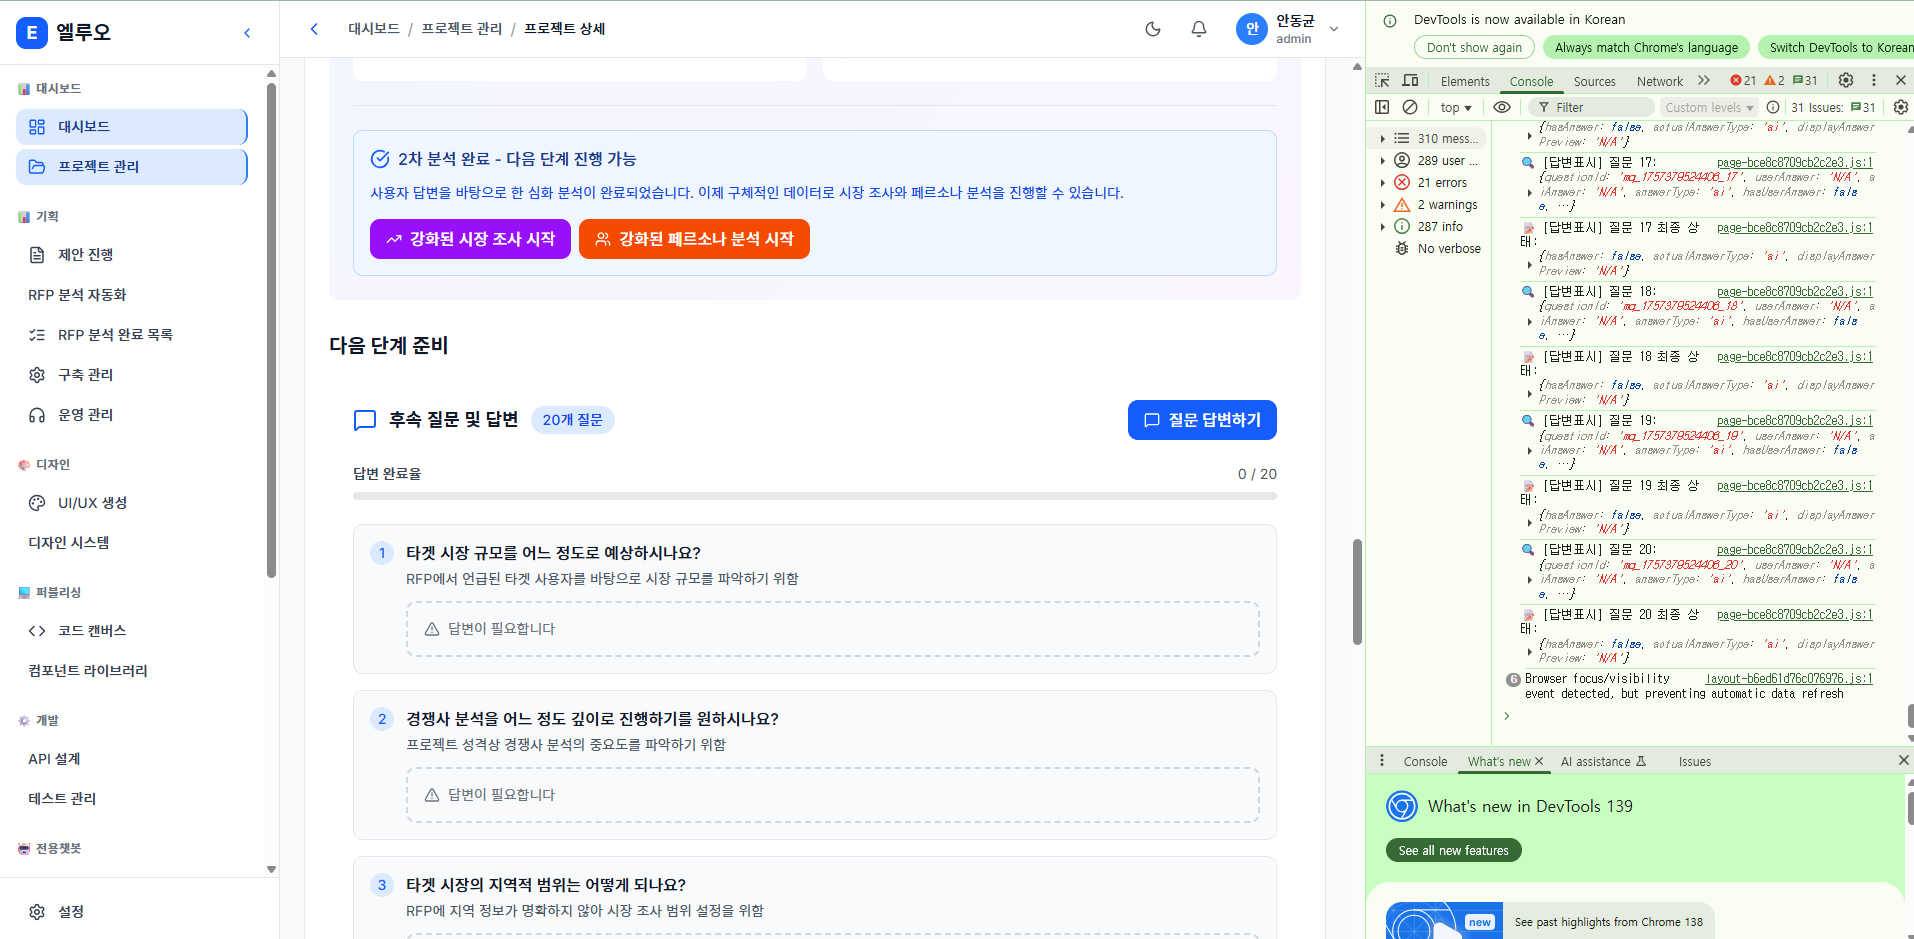 E 엘루오
대시보드
대시보드
프로젝트 관리
기획
제안 진행
RFP 분석 자동화
RFP 분석 완료 목록
구축 관리
운영 관리
디자인
UI/UX 생성
디자인 시스템
퍼블리싱
코드 캔버스
컴포넌트 라이브러리
개발
API 설계
테스트 관리
전용챗봇
설정
대시보드 / 프로젝트 관리 / 프로젝트 상세
안 안동균
admin
2차 분석 완료 - 다음 단계 진행 가능
사용자 답변을 바탕으로 한 심화 분석이 완료되었습니다. 이제 구체적인 데이터로 시장 조사와 페르소나 분석을 진행할 수 있습니다.
강화된 시장 조사 시작
강화된 페르소나 분석 시작
다음 단계 준비
후속 질문 및 답변 20개 질문
질문 답변하기
답변 완료율 0 / 20
1 타겟 시장 규모를 어느 정도로 예상하시나요?
RFP에서 언급된 타겟 사용자를 바탕으로 시장 규모를 파악하기 위함
답변이 필요합니다
2 경쟁사 분석을 어느 정도 깊이로 진행하기를 원하시나요?
프로젝트 성격상 경쟁사 분석의 중요도를 파악하기 위함
답변이 필요합니다
3 타겟 시장의 지역적 범위는 어떻게 되나요?
RFP에 지역 정보가 명확하지 않아 시장 조사 범위 설정을 위함
DevTools is now available in Korean
Don't show again Always match Chrome's language Switch DevTools to Korean
Elements Console Sources Network 21 2 31
top Filter Custom levels 31 Issues: 31
310 mess...
289 user ...
21 errors
2 warnings
287 info
No verbose
{hasAnswer: false, actualAnswerType: 'ai', displayAnswer
Preview: 'N/A'}
[답변표시] 질문 17: page-bce8c8709cb2c2e3.js:1
{questionId: 'mq_1757379524406_17', userAnswer: 'N/A', a
iAnswer: 'N/A', answerType: 'ai', hasUserAnswer: fals
e, …}
[답변표시] 질문 17 최종 상 page-bce8c8709cb2c2e3.js:1
태:
{hasAnswer: false, actualAnswerType: 'ai', displayAnswer
Preview: 'N/A'}
[답변표시] 질문 18: page-bce8c8709cb2c2e3.js:1
{questionId: 'mq_1757379524406_18', userAnswer: 'N/A', a
iAnswer: 'N/A', answerType: 'ai', hasUserAnswer: fals
e, …}
[답변표시] 질문 18 최종 상 page-bce8c8709cb2c2e3.js:1
태:
{hasAnswer: false, actualAnswerType: 'ai', displayAnswer
Preview: 'N/A'}
[답변표시] 질문 19: page-bce8c8709cb2c2e3.js:1
{questionId: 'mq_1757379524406_19', userAnswer: 'N/A', a
iAnswer: 'N/A', answerType: 'ai', hasUserAnswer: fals
e, …}
[답변표시] 질문 19 최종 상 page-bce8c8709cb2c2e3.js:1
태:
{hasAnswer: false, actualAnswerType: 'ai', displayAnswer
Preview: 'N/A'}
[답변표시] 질문 20: page-bce8c8709cb2c2e3.js:1
{questionId: 'mq_1757379524406_20', userAnswer: 'N/A', a
iAnswer: 'N/A', answerType: 'ai', hasUserAnswer: fals
e, …}
[답변표시] 질문 20 최종 상 page-bce8c8709cb2c2e3.js:1
태:
{hasAnswer: false, actualAnswerType: 'ai', displayAnswer
Preview: 'N/A'}
6 Browser focus/visibility layout-b6ed61d76c076976.js:1
event detected, but preventing automatic data refresh
Console What's new AI assistance Issues
What's new in DevTools 139
See all new features
new See past highlights from Chrome 138